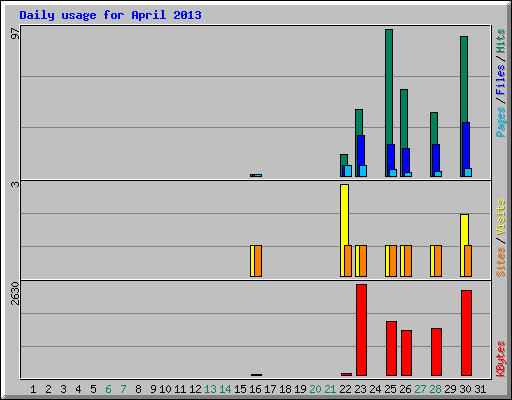 Daily usage for April 2013
97
Pages / Files / Hits
3
Sites / Visits
2630
KBytes
1 2 3 4 5 6 7 8 9 10 11 12 13 14 15 16 17 18 19 20 21 22 23 24 25 26 27 28 29 30 31